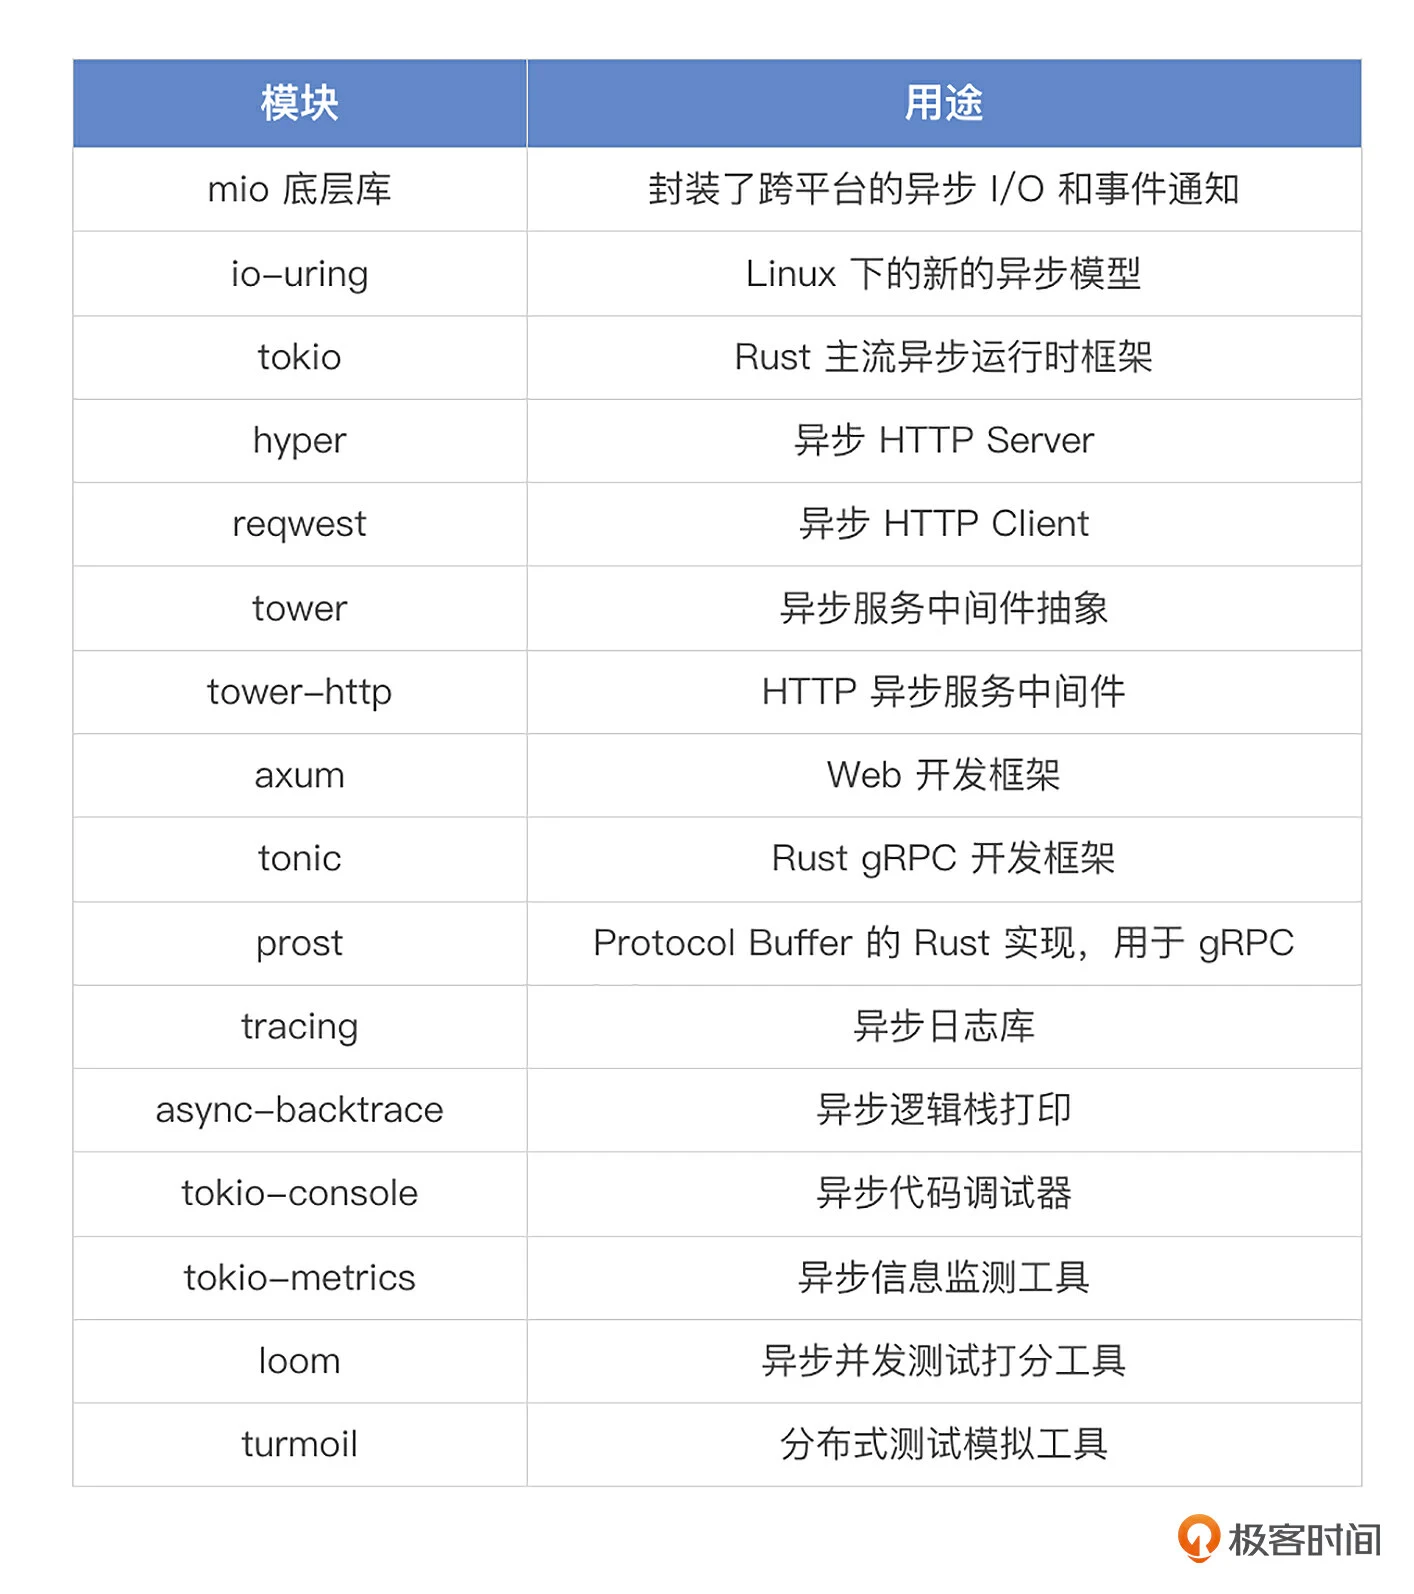 模块 用途
mio 底层库 封装了跨平台的异步 I/O 和事件通知
io-uring Linux 下的新的异步模型
tokio Rust 主流异步运行时框架
hyper 异步 HTTP Server
reqwest 异步 HTTP Client
tower 异步服务中间件抽象
tower-http HTTP 异步服务中间件
axum Web 开发框架
tonic Rust gRPC 开发框架
prost Protocol Buffer 的 Rust 实现，用于 gRPC
tracing 异步日志库
async-backtrace 异步逻辑栈打印
tokio-console 异步代码调试器
tokio-metrics 异步信息监测工具
loom 异步并发测试打分工具
turmoil 分布式测试模拟工具
极客时间